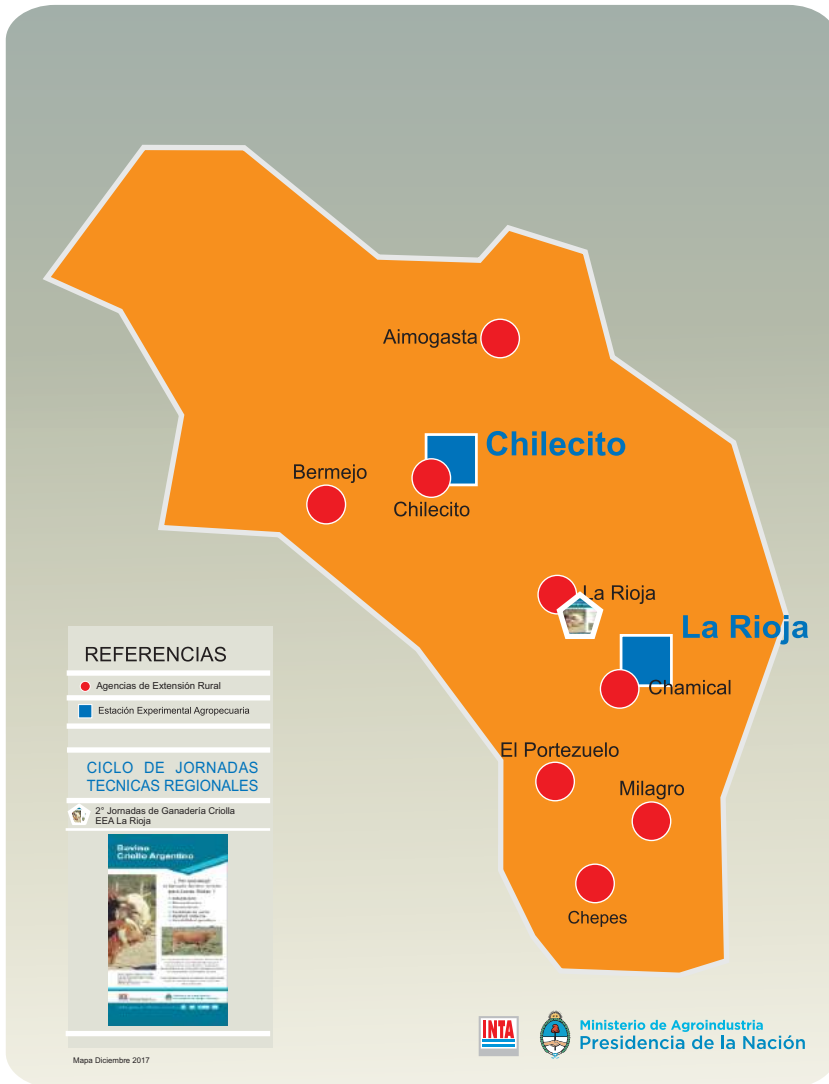 Aimogasta
Chilecito
Bermejo
Chilecito
La Rioja
La Rioja
Chamical
El Portezuelo
Milagro
Chepes
REFERENCIAS
Agencias de Extensión Rural
Estación Experimental Agropecuaria
CICLO DE JORNADAS
TECNICAS REGIONALES
2° Jornadas de Ganadería Criolla
EEA La Rioja
Bovino
Criollo Argentino
Mapa Diciembre 2017
INTA
Ministerio de Agroindustria
Presidencia de la Nación